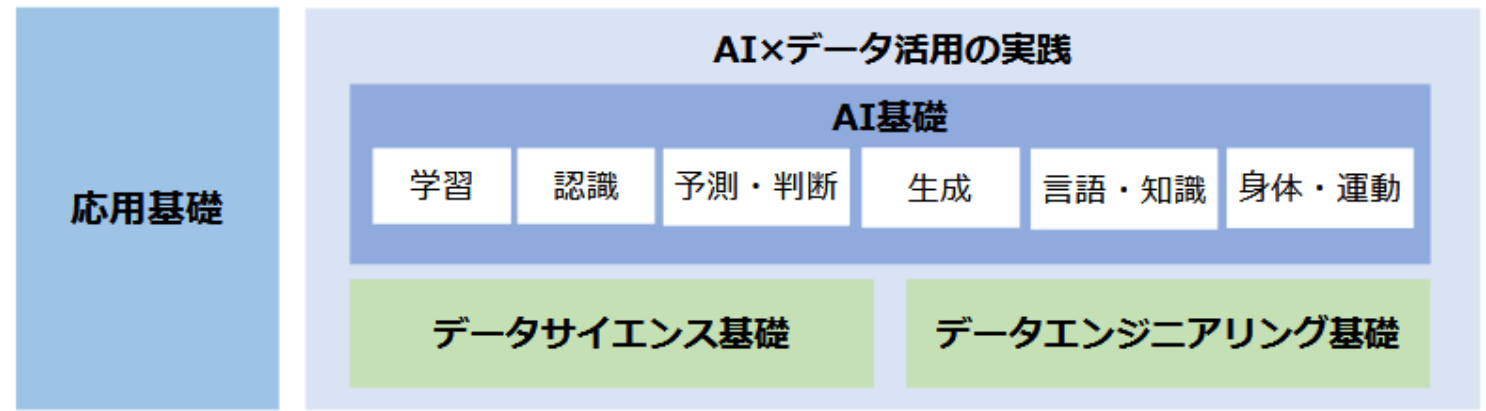 応用基礎
AI×データ活用の実践
AI基礎
学習
認識
予測・判断
生成
言語・知識
身体・運動
データサイエンス基礎
データエンジニアリング基礎